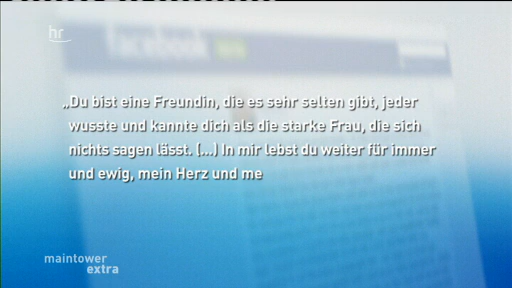 hr
facebook
„Du bist eine Freundin, die es sehr selten gibt, jeder
wusste und kannte dich als die starke Frau, die sich
nichts sagen lässt. (...) In mir lebst du weiter für immer
und ewig, mein Herz und me
maintower
extra